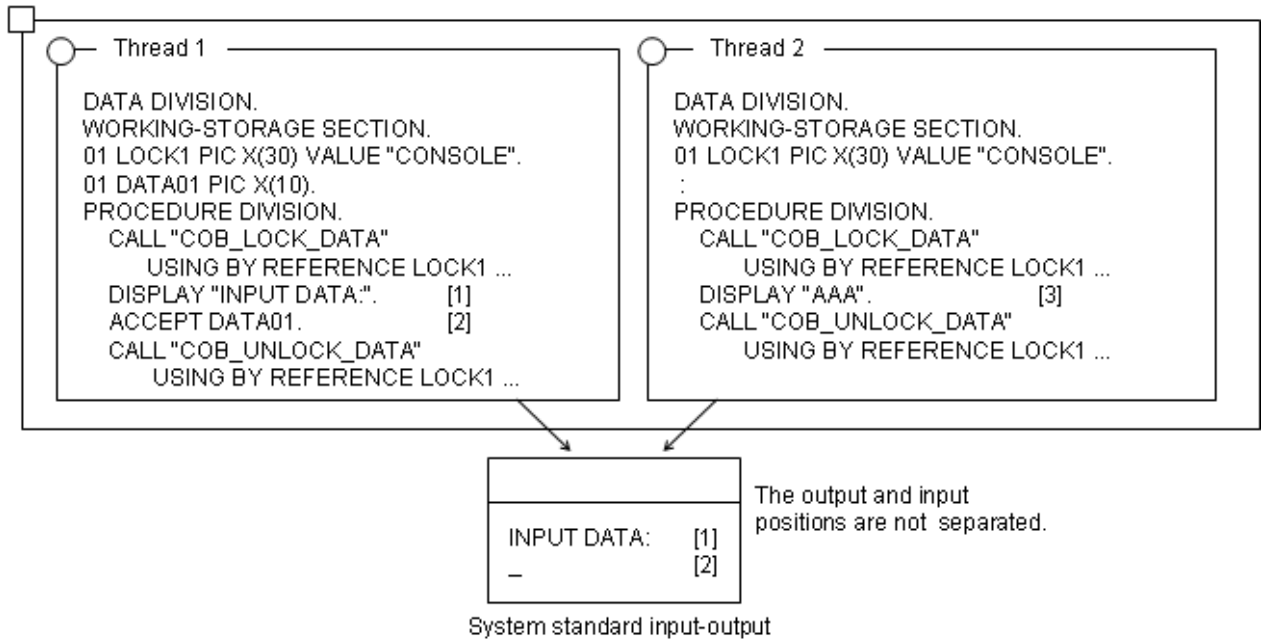 Thread 1
DATA DIVISION.
WORKING-STORAGE SECTION.
01 LOCK1 PIC X(30) VALUE "CONSOLE".
01 DATA01 PIC X(10).
PROCEDURE DIVISION.
CALL "COB_LOCK_DATA"
USING BY REFERENCE LOCK1 ...
DISPLAY "INPUT DATA:". [1]
ACCEPT DATA01. [2]
CALL "COB_UNLOCK_DATA"
USING BY REFERENCE LOCK1 ...
Thread 2
DATA DIVISION.
WORKING-STORAGE SECTION.
01 LOCK1 PIC X(30) VALUE "CONSOLE".
:
PROCEDURE DIVISION.
CALL "COB_LOCK_DATA"
USING BY REFERENCE LOCK1 ...
DISPLAY "AAA". [3]
CALL "COB_UNLOCK_DATA"
USING BY REFERENCE LOCK1 ...
INPUT DATA: [1]
_ [2]
The output and input
positions are not separated.
System standard input-output